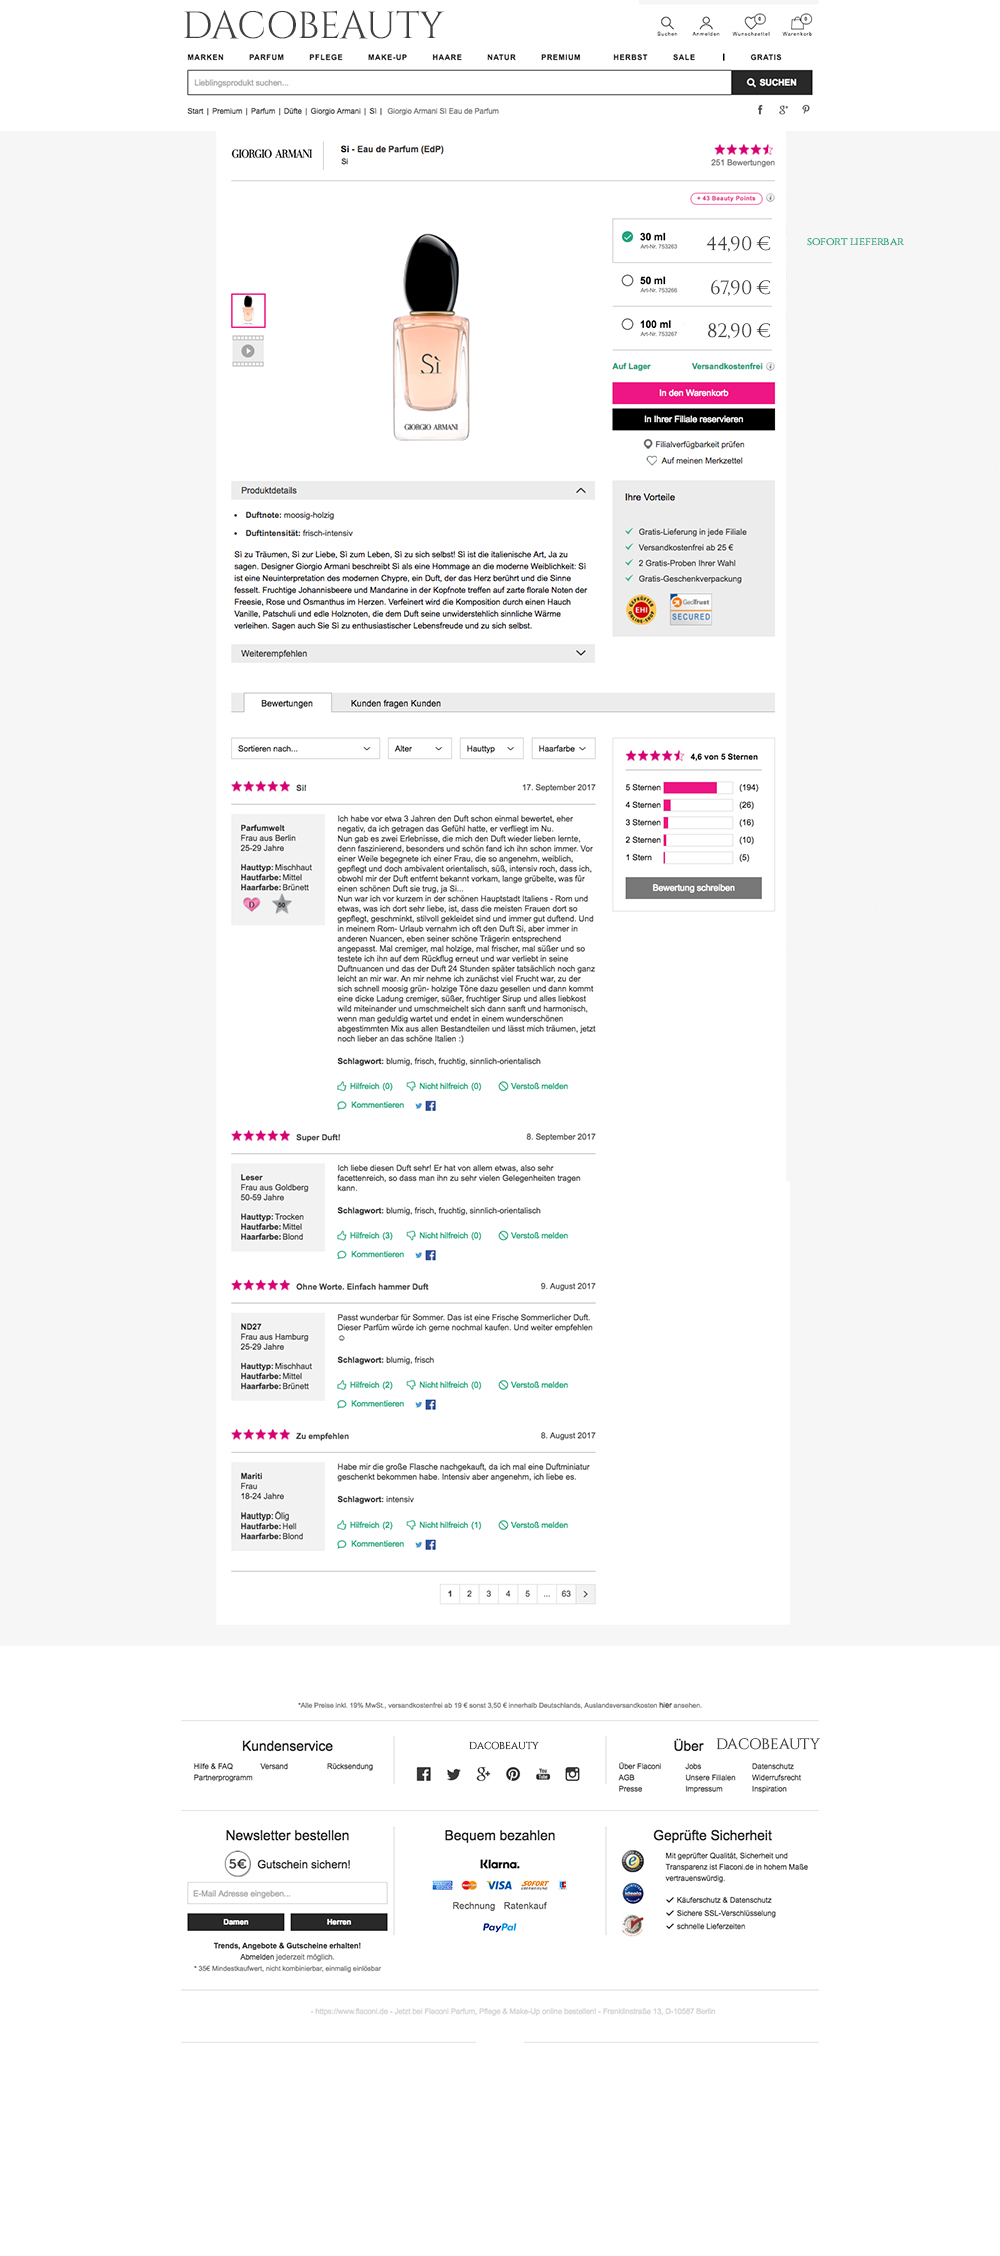 DACOBEAUTY
Suchen Anmelden 0 Wunschzettel 0 Warenkorb
MARKEN PARFUM PFLEGE MAKE-UP HAARE NATUR PREMIUM HERBST SALE | GRATIS
Lieblingsprodukt suchen... SUCHEN
Start | Premium | Parfum | Düfte | Giorgio Armani | Sì | Giorgio Armani Sì Eau de Parfum
GIORGIO ARMANI
Sì - Eau de Parfum (EdP)
Sì
251 Bewertungen
+ 43 Beauty Points
30 ml 44,90 €
Art-Nr. 753263
SOFORT LIEFERBAR
50 ml 67,90 €
Art-Nr. 753266
100 ml 82,90 €
Art-Nr. 753267
Sì
GIORGIO ARMANI
Auf Lager Versandkostenfrei
In den Warenkorb
In Ihrer Filiale reservieren
Filialverfügbarkeit prüfen
Auf meinen Merkzettel
Produktdetails
• Duftnote: moosig-holzig
• Duftintensität: frisch-intensiv
Sì zu Träumen, Sì zur Liebe, Sì zum Leben, Sì zu sich selbst! Sì ist die italienische Art, Ja zu
sagen. Designer Giorgio Armani beschreibt Sì als eine Hommage an die moderne Weiblichkeit: Sì
ist eine Neuinterpretation des modernen Chypre, ein Duft, der das Herz berührt und die Sinne
fesselt. Fruchtige Johannisbeere und Mandarine in der Kopfnote treffen auf zarte florale Noten der
Freesie, Rose und Osmanthus im Herzen. Verfeinert wird die Komposition durch einen Hauch
Vanille, Patschuli und edle Holznoten, die dem Duft seine unwiderstehlich sinnliche Wärme
verleihen. Sagen auch Sie Sì zu enthusiastischer Lebensfreude und zu sich selbst.
Weiterempfehlen
Ihre Vorteile
Gratis-Lieferung in jede Filiale
Versandkostenfrei ab 25 €
2 Gratis-Proben Ihrer Wahl
Gratis-Geschenkverpackung
EHI
GeoTrust
SECURED
Bewertungen Kunden fragen Kunden
Sortieren nach... Alter Hauttyp Haarfarbe
4,6 von 5 Sternen
5 Sternen (194)
4 Sternen (26)
3 Sternen (16)
2 Sternen (10)
1 Stern (5)
Bewertung schreiben
Si! 17. September 2017
Parfumwelt
Frau aus Berlin
25-29 Jahre
Hauttyp: Mischhaut
Hautfarbe: Mittel
Haarfarbe: Brünett
50
Ich habe vor etwa 3 Jahren den Duft schon einmal bewertet, eher
negativ, da ich getragen das Gefühl hatte, er verfliegt im Nu.
Nun gab es zwei Erlebnisse, die mich den Duft wieder lieben lernte,
denn faszinierend, besonders und schön fand ich ihn schon immer. Vor
einer Weile begegnete ich einer Frau, die so angenehm, weiblich,
gepflegt und doch ambivalent orientalisch, süß, intensiv roch, dass ich,
obwohl mir der Duft entfernt bekannt vorkam, lange grübelte, was für
einen schönen Duft sie trug, ja Si...
Nun war ich vor kurzem in der schönen Hauptstadt Italiens - Rom und
etwas, was ich dort sehr liebe, ist, dass die meisten Frauen dort so
gepflegt, geschminkt, stilvoll gekleidet sind und immer gut duftend. Und
in meinem Rom- Urlaub vernahm ich oft den Duft Si, aber immer in
anderen Nuancen, eben seiner schöne Trägerin entsprechend
angepasst. Mal cremiger, mal holzige, mal frischer, mal süßer und so
testete ich ihn auf dem Rückflug erneut und war verliebt in seine
Duftnuancen und das der Duft 24 Stunden später tatsächlich noch ganz
leicht an mir war. An mir nehme ich zunächst viel Frucht war, zu der
sich schnell moosig grün- holzige Töne dazu gesellen und dann kommt
eine dicke Ladung cremiger, süßer, fruchtiger Sirup und alles liebkost
wild miteinander und umschmeichelt sich dann sanft und harmonisch,
wenn man geduldig wartet und endet in einem wunderschönen
abgestimmten Mix aus allen Bestandteilen und lässt mich träumen, jetzt
noch lieber an das schöne Italien :)
Schlagwort: blumig, frisch, fruchtig, sinnlich-orientalisch
Hilfreich (0) Nicht hilfreich (0) Verstoß melden
Kommentieren
Super Duft! 8. September 2017
Leser
Frau aus Goldberg
50-59 Jahre
Hauttyp: Trocken
Hautfarbe: Mittel
Haarfarbe: Blond
Ich liebe diesen Duft sehr! Er hat von allem etwas, also sehr
facettenreich, so dass man ihn zu sehr vielen Gelegenheiten tragen
kann.
Schlagwort: blumig, frisch, fruchtig, sinnlich-orientalisch
Hilfreich (3) Nicht hilfreich (0) Verstoß melden
Kommentieren
Ohne Worte. Einfach hammer Duft 9. August 2017
ND27
Frau aus Hamburg
25-29 Jahre
Hauttyp: Mischhaut
Hautfarbe: Mittel
Haarfarbe: Brünett
Passt wunderbar für Sommer. Das ist eine Frische Sommerlicher Duft.
Dieser Parfüm würde ich gerne nochmal kaufen. Und weiter empfehlen
☺
Schlagwort: blumig, frisch
Hilfreich (2) Nicht hilfreich (0) Verstoß melden
Kommentieren
Zu empfehlen 8. August 2017
Mariti
Frau
18-24 Jahre
Hauttyp: Ölig
Hautfarbe: Hell
Haarfarbe: Blond
Habe mir die große Flasche nachgekauft, da ich mal eine Duftminiatur
geschenkt bekommen habe. Intensiv aber angenehm, ich liebe es.
Schlagwort: intensiv
Hilfreich (2) Nicht hilfreich (1) Verstoß melden
Kommentieren
1 2 3 4 5 ... 63 >
*Alle Preise inkl. 19% MwSt., versandkostenfrei ab 19 € sonst 3,50 € innerhalb Deutschlands, Auslandsversandkosten hier ansehen.
Kundenservice
Hilfe & FAQ Versand Rücksendung
Partnerprogramm
DACOBEAUTY
Über DACOBEAUTY
Über Flaconi Jobs Datenschutz
AGB Unsere Filialen Widerrufsrecht
Presse Impressum Inspiration
Newsletter bestellen
5€ Gutschein sichern!
E-Mail Adresse eingeben...
Damen Herren
Trends, Angebote & Gutscheine erhalten!
Abmelden jederzeit möglich.
* 35€ Mindestkaufwert, nicht kombinierbar, einmalig einlösbar
Bequem bezahlen
Klarna.
VISA SOFORT
Rechnung Ratenkauf
PayPal
Geprüfte Sicherheit
Mit geprüfter Qualität, Sicherheit und
Transparenz ist Flaconi.de in hohem Maße
vertrauenswürdig.
Käuferschutz & Datenschutz
Sichere SSL-Verschlüsselung
schnelle Lieferzeiten
- https://www.flaconi.de - Jetzt bei Flaconi Parfum, Pflege & Make-Up online bestellen! - Franklinstraße 13, D-10587 Berlin